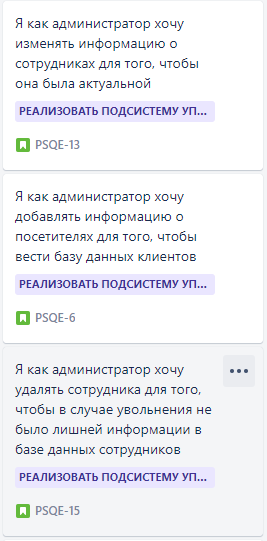 Я как администратор хочу
изменять информацию о
сотрудниках для того, чтобы
она была актуальной
РЕАЛИЗОВАТЬ ПОДСИСТЕМУ УП...
PSQE-13
Я как администратор хочу
добавлять информацию о
посетителях для того, чтобы
вести базу данных клиентов
РЕАЛИЗОВАТЬ ПОДСИСТЕМУ УП...
PSQE-6
Я как администратор хочу
удалять сотрудника для того,
чтобы в случае увольнения не
было лишней информации в
базе данных сотрудников
РЕАЛИЗОВАТЬ ПОДСИСТЕМУ УП...
PSQE-15